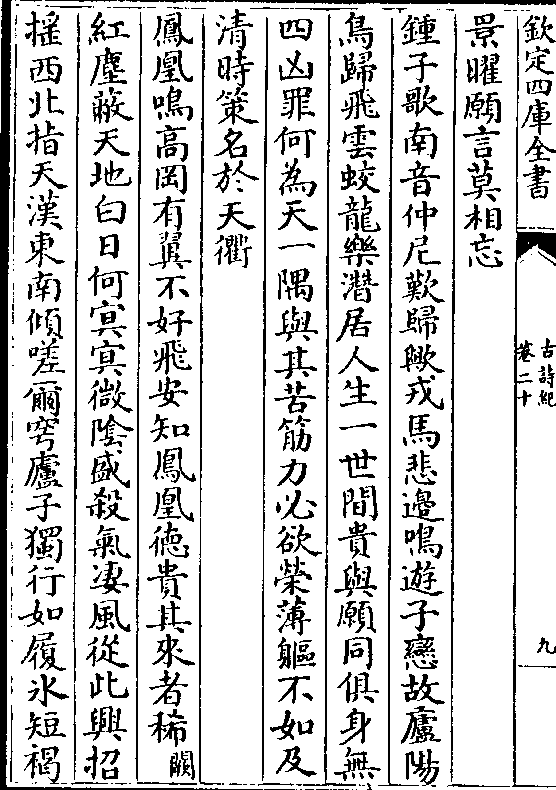 欽定四庫全書
古詩紀
卷二十
九
景曜願言莫相忘
鍾子歌南音仲尼歎歸歟戎馬悲邊鳴遊子戀故廬陽
鳥歸飛雲蛟龍樂潛居人生一世間貴與願同俱身無
四凶罪何為天一隅與其苦筋力必欲榮薄軀不如及
清時策名於天衢
鳳凰鳴高岡有翼不好飛安知鳳凰德貴其來者稀闕
紅塵蔽天地白日何冥冥微陰盛殺氣凄風從此興招
揺西北指天漢東南傾嗟爾窮廬子獨行如履氷短褐